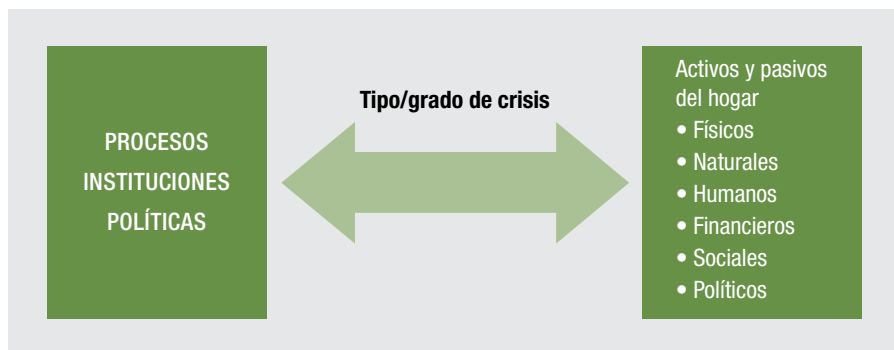 PROCESOS
INSTITUCIONES
POLÍTICAS
Tipo/grado de crisis
Activos y pasivos
del hogar
• Físicos
• Naturales
• Humanos
• Financieros
• Sociales
• Políticos